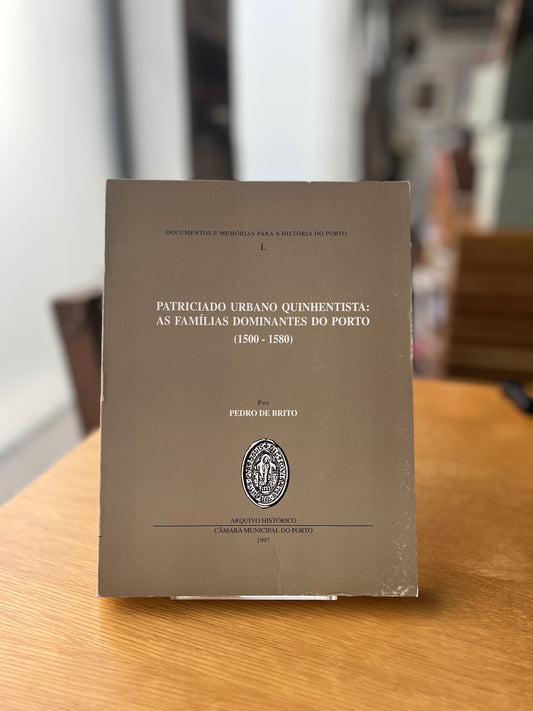 DOCUMENTOS E MEMÓRIAS PARA A HISTÓRIA DO PORTO
L
PATRICIADO URBANO QUINHENTISTA:
AS FAMÍLIAS DOMINANTES DO PORTO
(1500 - 1580)
Por
PEDRO DE BRITO
ARQUIVO HISTÓRICO
CÂMARA MUNICIPAL DO PORTO
1997